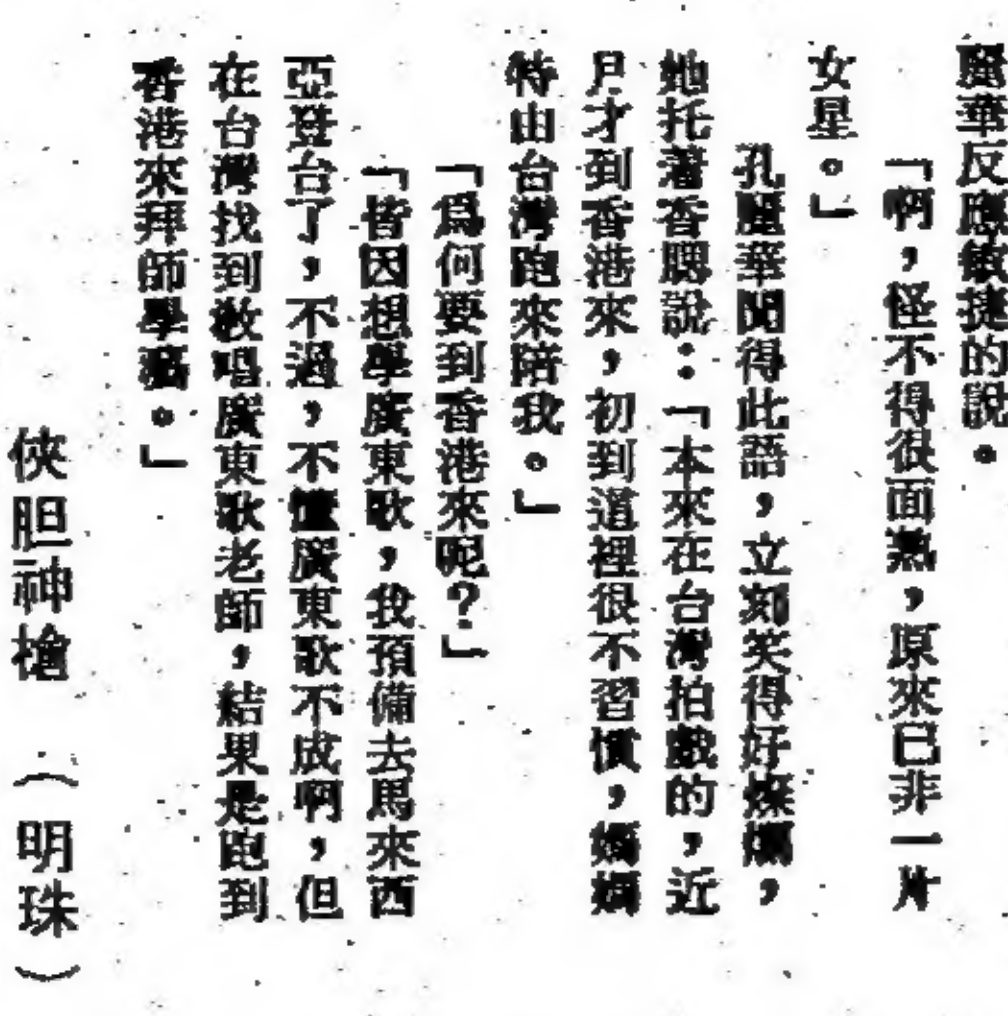 麗華反應敏捷的說。
「啊，怪不得很面熟，原來已非一片
女星。」
孔麗華聞得此語，立刻笑得好燦爛，
她托著香腮說：「本來在台灣拍戲的，近
月才到香港來，初到這裡很不習慣，媽媽
特由台灣跑來陪我。」
「爲何要到香港來呢？」
「皆因想學廣東歌，我預備去馬來西
亞登台了，不過，不懂廣東歌不成啊，但
在台灣找到教唱廣東歌老師，結果是跑到
香港來拜師學藝。」
俠胆神槍　（明珠）